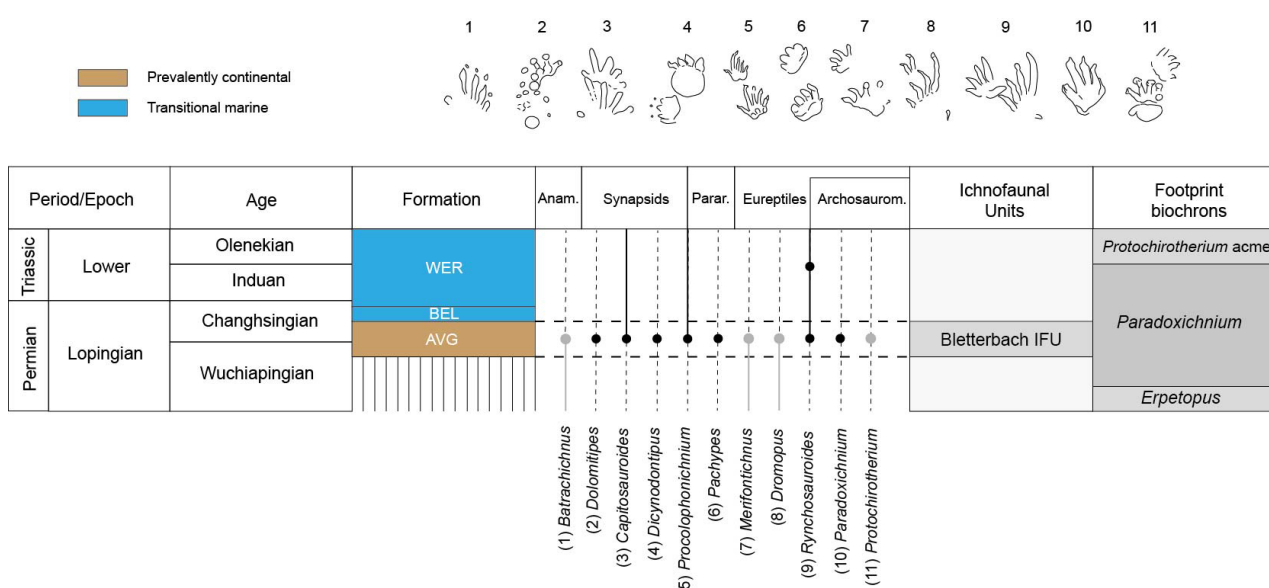 1 2 3 4 5 6 7 8 9 10 11
Prevalently continental
Transitional marine
Period/Epoch
Age
Formation
Anam.
Synapsids
Parar.
Eureptiles
Archosaurom.
Ichnofaunal
Units
Footprint
biochrons
Triassic
Lower
Olenekian
Induan
WER
Protochirotherium acme
Permian
Lopingian
Changhsingian
Wuchiapingian
BEL
AVG
Bletterbach IFU
Paradoxichnium
Erpetopus
(1) Batrachichnus
(2) Dolomitipes
(3) Capitosauroides
(4) Dicynodontipus
5) Procolophonichnium
(6) Pachypes
(7) Merifontichnus
(8) Dromopus
(9) Rynchosauroides
(10) Paradoxichnium
(11) Protochirotherium